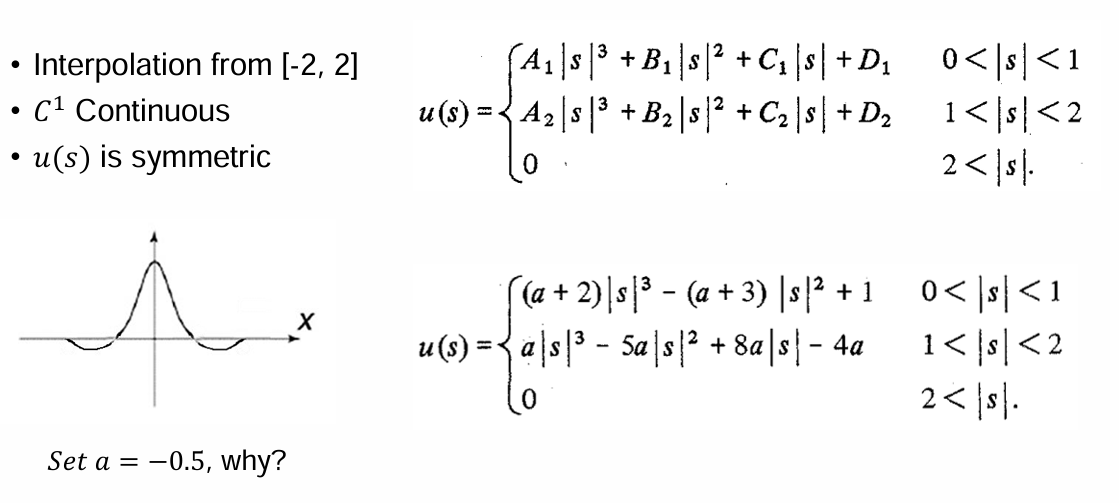 • Interpolation from [-2, 2]
• C¹ Continuous
• u(s) is symmetric
u(s) = { A₁|s|³ + B₁|s|² + C₁|s| + D₁ 0 < |s| < 1
A₂|s|³ + B₂|s|² + C₂|s| + D₂ 1 < |s| < 2
0 2 < |s|.
X
u(s) = { (a + 2)|s|³ − (a + 3) |s|² + 1 0 < |s| < 1
a|s|³ − 5a|s|² + 8a|s| − 4a 1 < |s| < 2
0 2 < |s|.
Set a = −0.5, why?